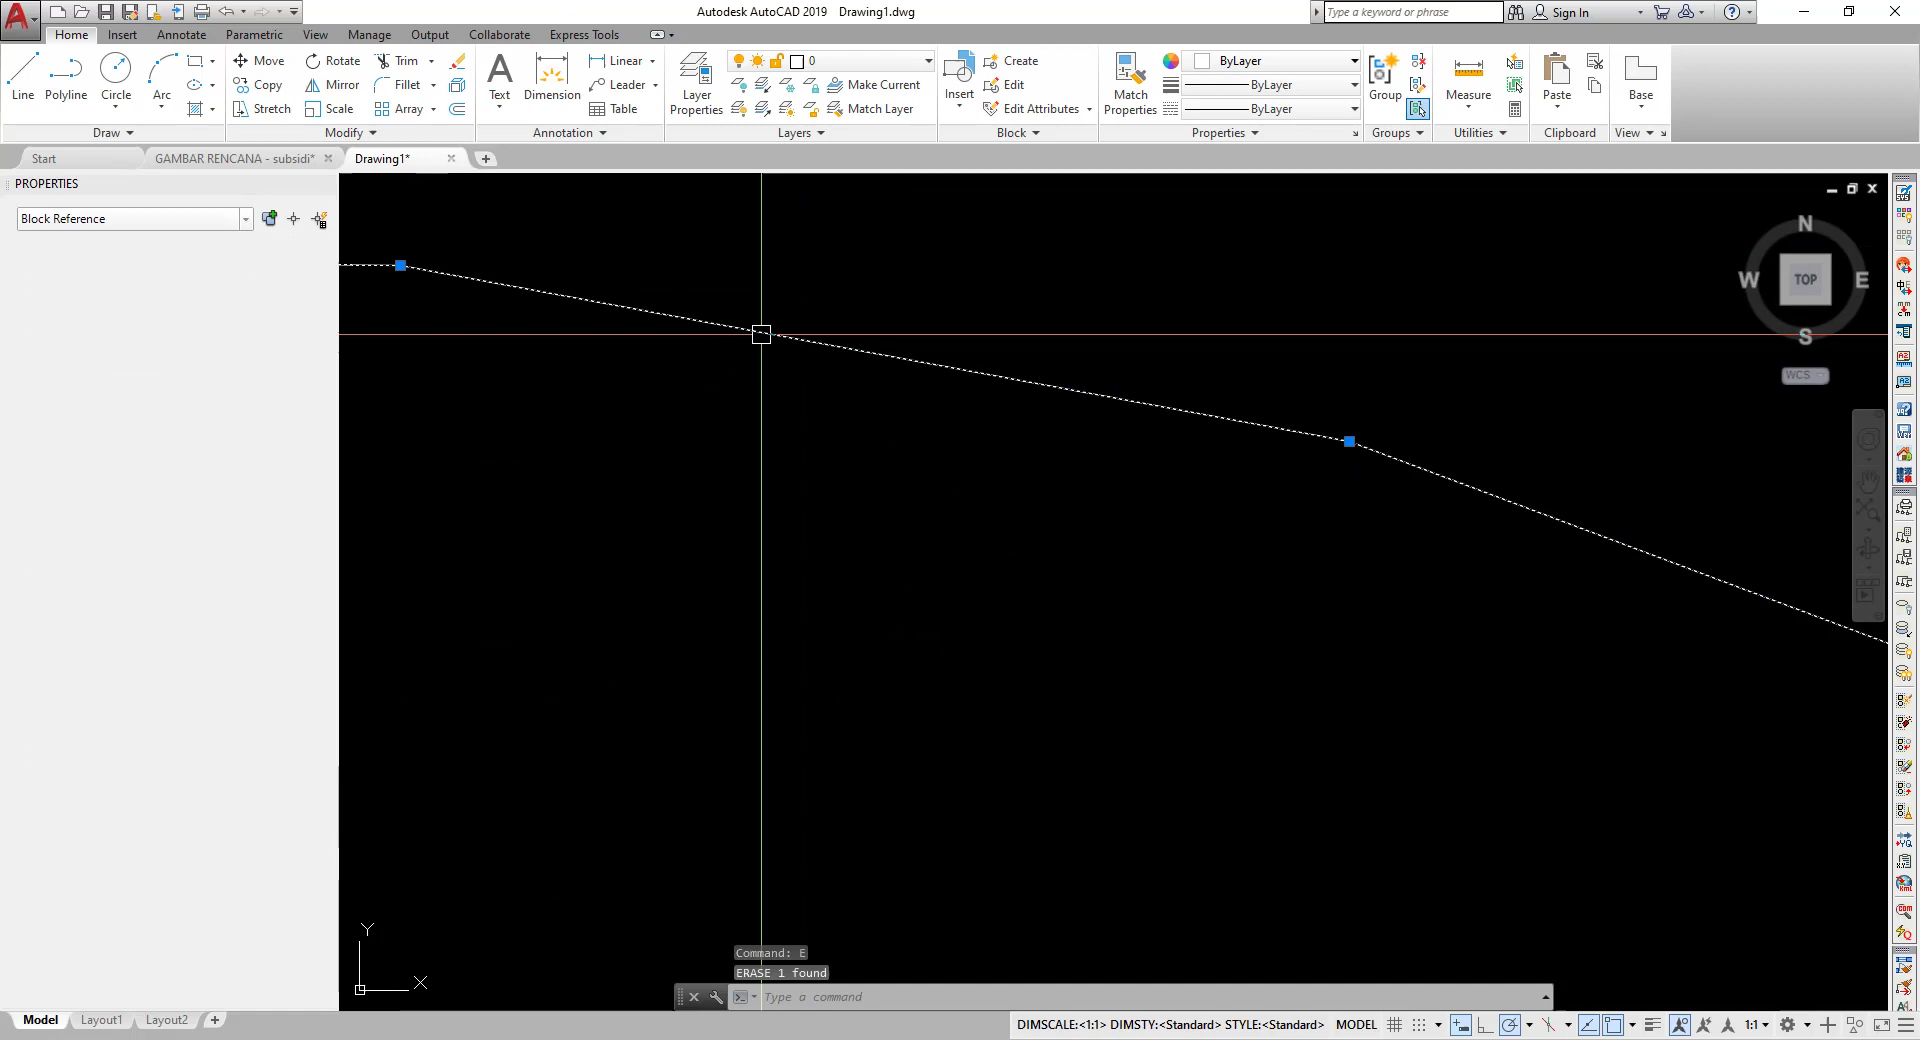 Autodesk AutoCAD 2019 Drawing1.dwg
Type a keyword or phrase
Sign In
Home Insert Annotate Parametric View Manage Output Collaborate Express Tools
Line
Polyline
Circle
Arc
Draw
Move
Rotate
Trim
Copy
Mirror
Fillet
Stretch
Scale
Array
Modify
Text
Dimension
Linear
Leader
Table
Annotation
Layer
Properties
0
Make Current
Match Layer
Layers
Insert
Create
Edit
Edit Attributes
Block
Match
Properties
ByLayer
ByLayer
ByLayer
Properties
Group
Groups
Measure
Utilities
Paste
Clipboard
Base
View
Start
GAMBAR RENCANA - subsidi*
Drawing1*
PROPERTIES
Block Reference
N
W
TOP
E
S
WCS
Y
X
Command: E
ERASE 1 found
Type a command
Model Layout1 Layout2
DIMSCALE:<1:1> DIMSTY:<Standard> STYLE:<Standard> MODEL
1:1